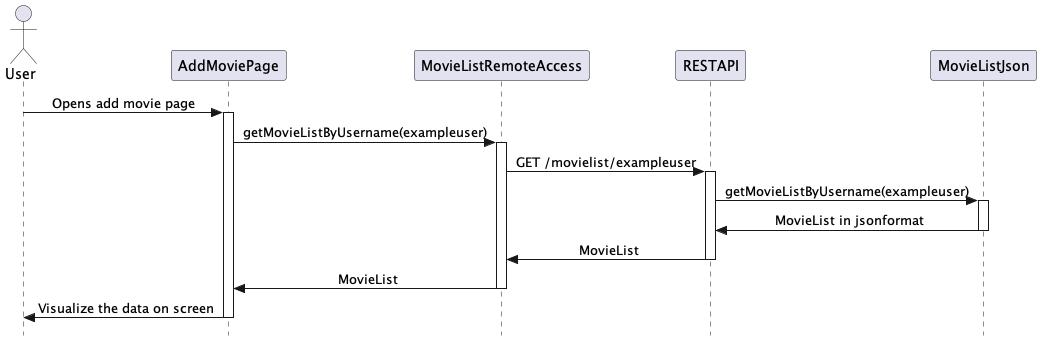 User
AddMoviePage
MovieListRemoteAccess
RESTAPI
MovieListJson
Opens add movie page
getMovieListByUsername(exampleuser)
GET /movielist/exampleuser
getMovieListByUsername(exampleuser)
MovieList in jsonformat
MovieList
MovieList
Visualize the data on screen